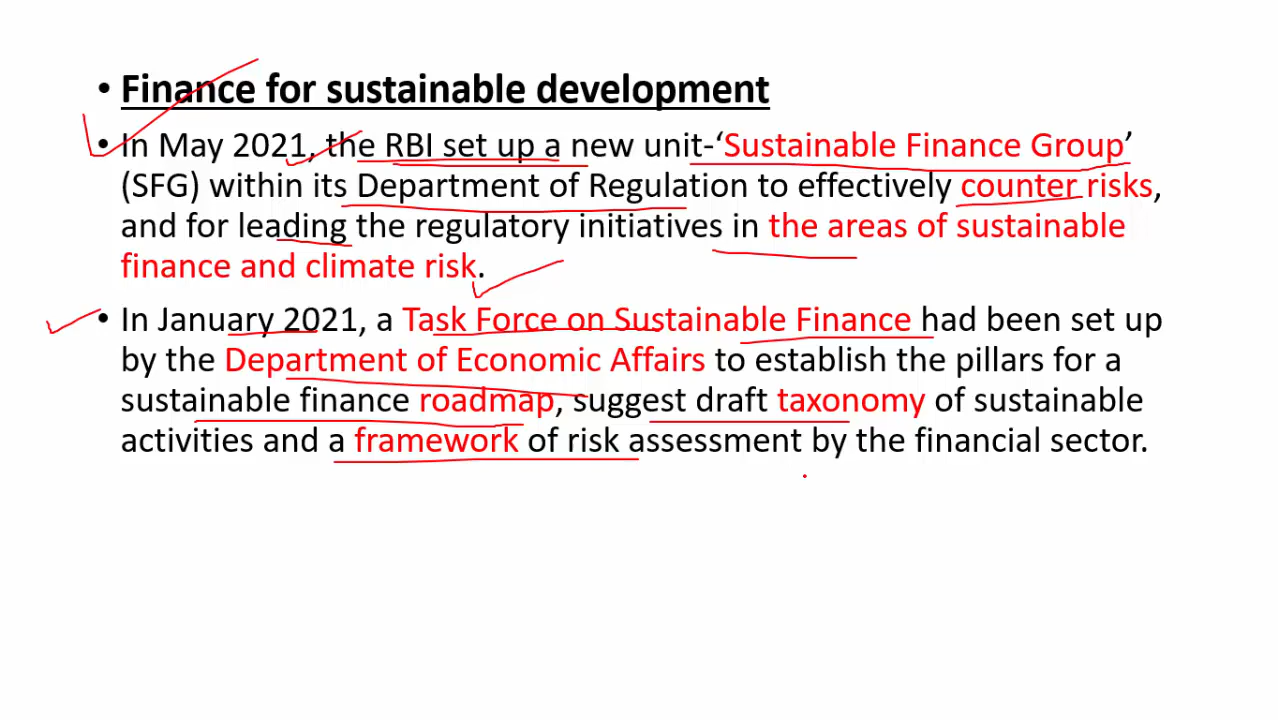 • Finance for sustainable development
• In May 2021, the RBI set up a new unit-‘Sustainable Finance Group’
(SFG) within its Department of Regulation to effectively counter risks,
and for leading the regulatory initiatives in the areas of sustainable
finance and climate risk.
• In January 2021, a Task Force on Sustainable Finance had been set up
by the Department of Economic Affairs to establish the pillars for a
sustainable finance roadmap, suggest draft taxonomy of sustainable
activities and a framework of risk assessment by the financial sector.